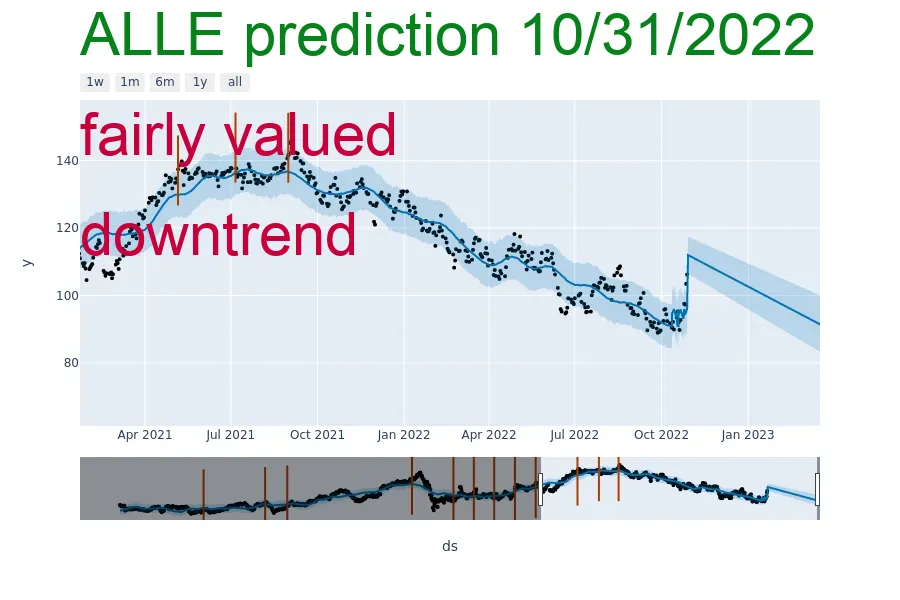 ALLE prediction 10/31/2022
1w 1m 6m 1y all
fairly valued
downtrend
140
120
100
80
y
Apr 2021 Jul 2021 Oct 2021 Jan 2022 Apr 2022 Jul 2022 Oct 2022 Jan 2023
ds